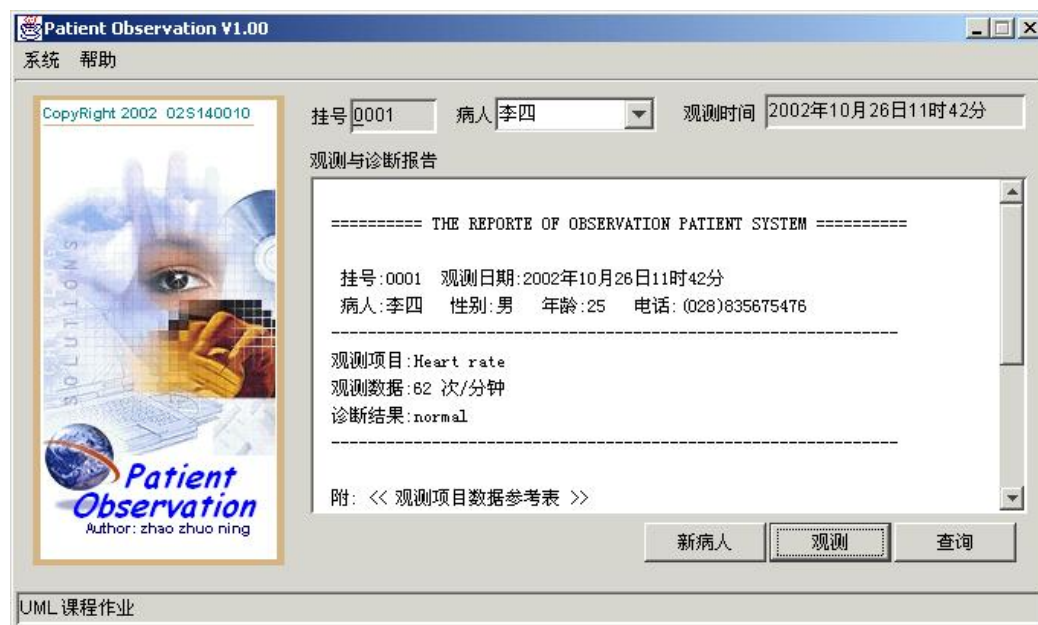 Patient Observation V1.00
系统 帮助
CopyRight 2002 02S140010
SOLUTIONS
Patient
Observation
Author: zhao zhuo ning
挂号 0001 病人 李四 观测时间 2002年10月26日11时42分
观测与诊断报告
========== THE REPORTE OF OBSERVATION PATIENT SYSTEM ==========
挂号:0001 观测日期:2002年10月26日11时42分
病人:李四 性别:男 年龄:25 电话: (028)835675476
--------------------------------------------------------------
观测项目:Heart rate
观测数据:62 次/分钟
诊断结果:normal
--------------------------------------------------------------
附: << 观测项目数据参考表 >>
新病人 观测 查询
UML 课程作业